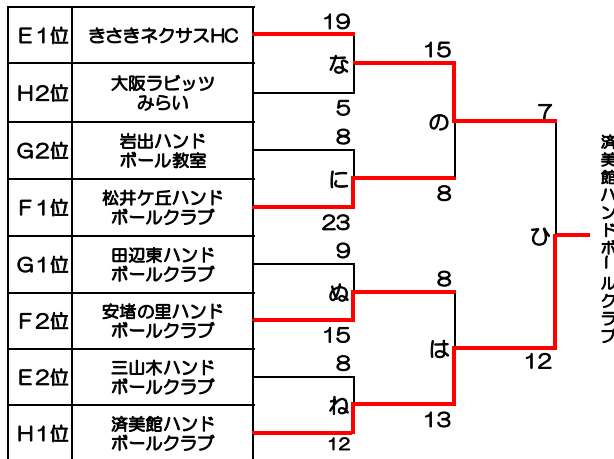 E1位 きさきネクサスHC
H2位 大阪ラビッツ
みらい
G2位 岩出ハンド
ボール教室
F1位 松井ケ丘ハンド
ボールクラブ
G1位 田辺東ハンド
ボールクラブ
F2位 安堵の里ハンド
ボールクラブ
E2位 三山木ハンド
ボールクラブ
H1位 済美館ハンド
ボールクラブ
19
な
5
8
に
23
9
ぬ
15
8
ね
12
15
の
8
8
は
13
7
ひ
12
済美館ハンドボールクラブ